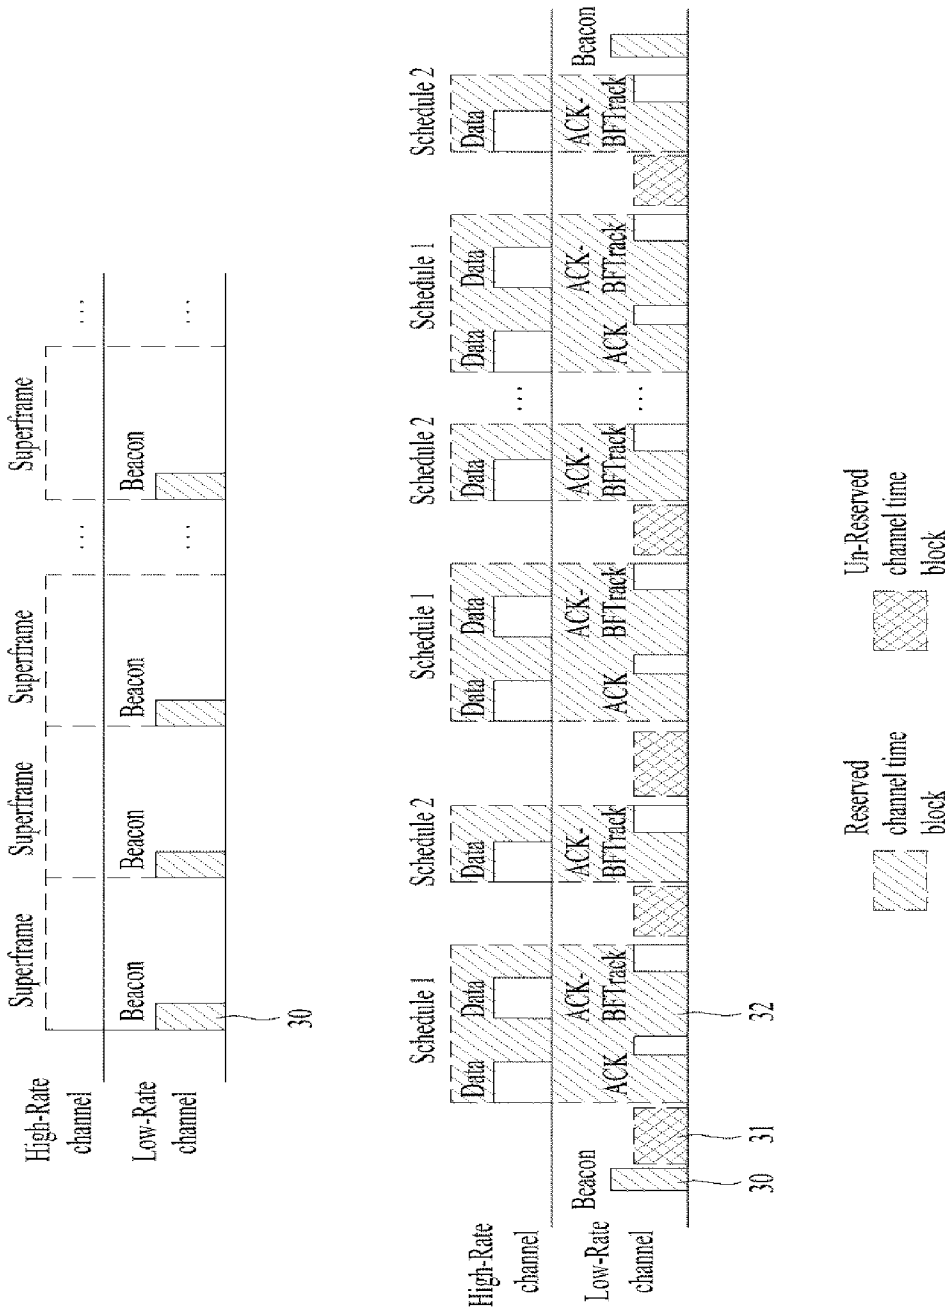 High-Rate
channel
Superframe
Superframe
Superframe
...
Superframe
...
Low-Rate
channel
Beacon
Beacon
Beacon
...
Beacon
...
30
Schedule 1
Schedule 2
Schedule 1
Schedule 2
Schedule 1
Schedule 2
High-Rate
channel
Data
Data
Data
Data
Data
Data
...
Data
Data
Data
Low-Rate
channel
Beacon
ACK
ACK-
BFTrack
ACK-
BFTrack
ACK
ACK-
BFTrack
ACK-
BFTrack
...
ACK
ACK-
BFTrack
ACK-
BFTrack
Beacon
30
31
32
Reserved
channel time
block
Un-Reserved
channel time
block